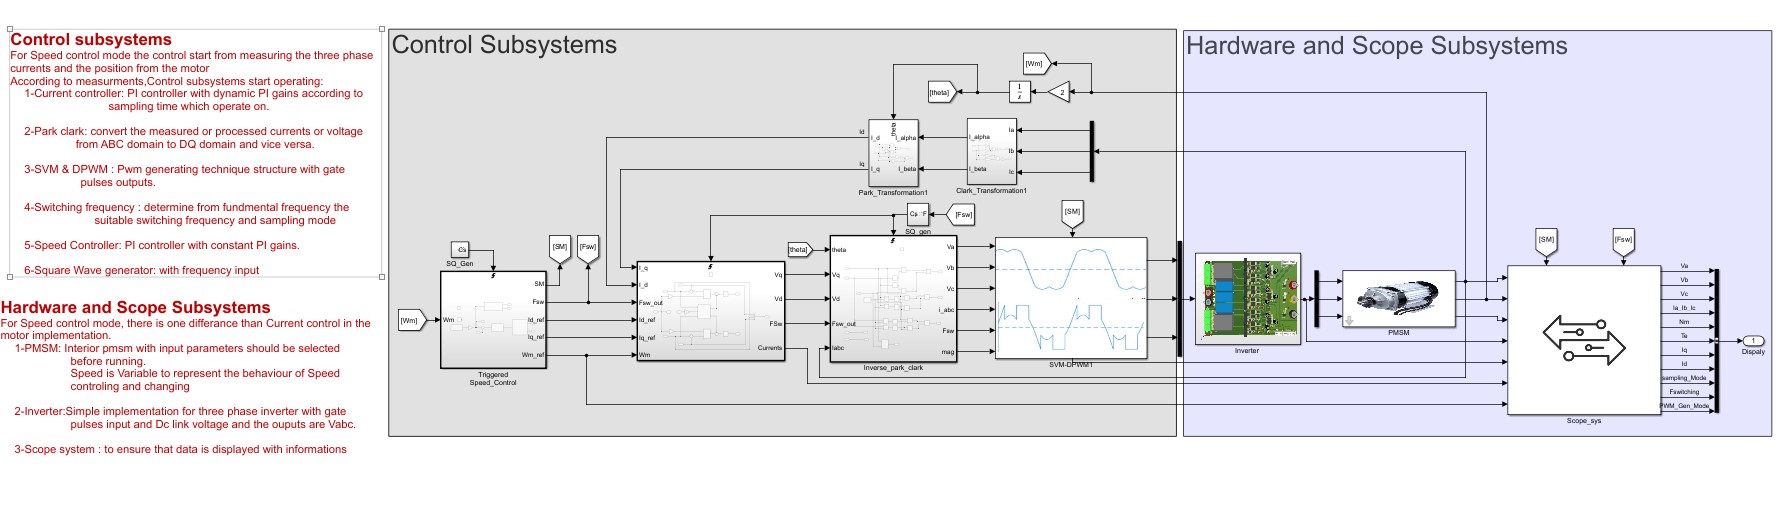 Control subsystems
For Speed control mode the control start from measuring the three phase
currents and the position from the motor
According to measurments,Control subsystems start operating:
1-Current controller: PI controller with dynamic PI gains according to
sampling time which operate on.
2-Park clark: convert the measured or processed currents or voltage
from ABC domain to DQ domain and vice versa.
3-SVM & DPWM : Pwm generating technique structure with gate
pulses outputs.
4-Switching frequency : determine from fundmental frequency the
suitable switching frequency and sampling mode
5-Speed Controller: PI controller with constant PI gains.
6-Square Wave generator: with frequency input
Hardware and Scope Subsystems
For Speed control mode, there is one differance than Current control in the
motor implementation.
1-PMSM: Interior pmsm with input parameters should be selected
before running.
Speed is Variable to represent the behaviour of Speed
controling and changing
2-Inverter:Simple implementation for three phase inverter with gate
pulses input and Dc link voltage and the ouputs are Vabc.
3-Scope system : to ensure that data is displayed with informations
Control Subsystems
[Wm]
[theta]
1
s
2
Id
Iq
theta
I_d
I_alpha
I_q
I_beta
Park_Transformation1
I_alpha
I_beta
Ia
Ib
Ic
Clark_Transformation1
[Fsw]
SQ_gen
[SM]
SQ_Gen
[SM]
[Fsw]
[Wm]
Wm
SM
Fsw
Id_ref
Iq_ref
Wm_ref
Triggered
Speed_Control
I_q
I_d
Fsw_out
Id_ref
Iq_ref
Wm
Vq
Vd
FSw
Currents
[theta]
theta
Vq
Vd
Fsw_out
Iabc
Va
Vb
Vc
i_abc
Fsw
mag
Inverse_park_clark
SVM-DPWM1
Hardware and Scope Subsystems
Inverter
PMSM
[SM]
[Fsw]
Scope_sys
Va
Vb
Vc
Ia_Ib_Ic
Nm
Te
Iq
Id
sampling_Mode
Fswitching
PWM_Gen_Mode
1
Dispaly